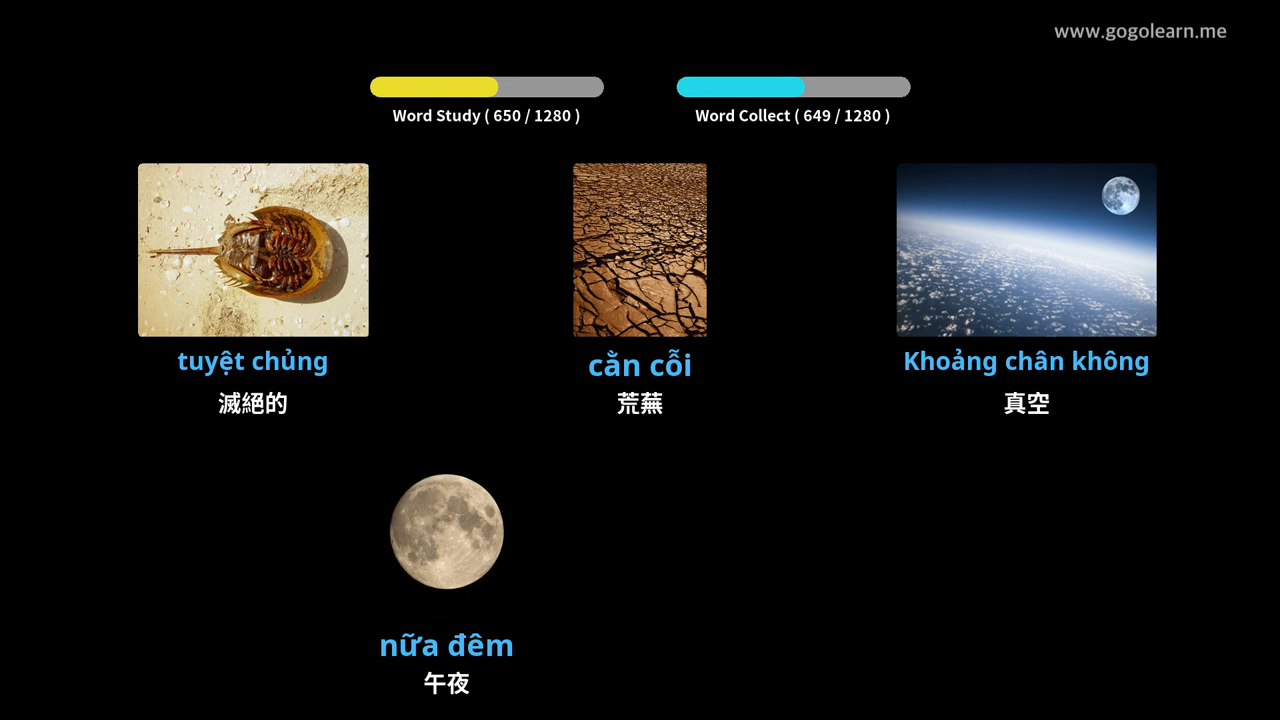 www.gogolearn.me
Word Study ( 650 / 1280 )
Word Collect ( 649 / 1280 )
tuyệt chủng
滅絕的
cằn cỗi
荒蕪
Khoảng chân không
真空
nữa đêm
午夜